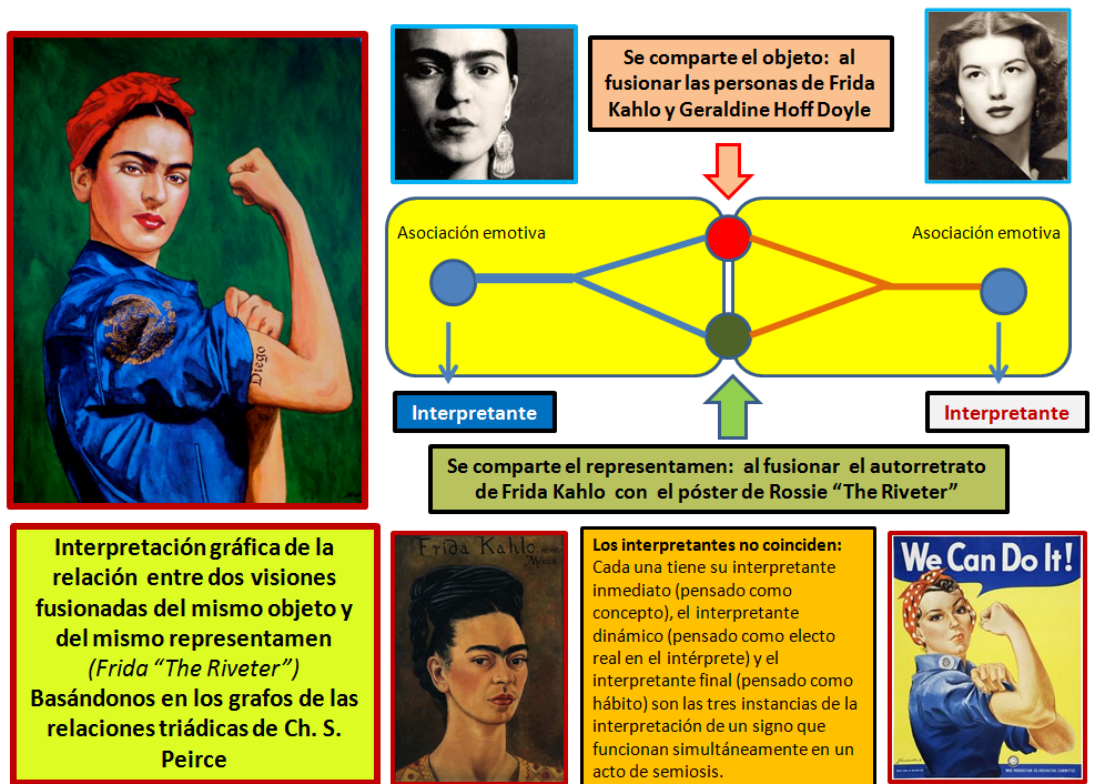 Se comparte el objeto: al
fusionar las personas de Frida
Kahlo y Geraldine Hoff Doyle
Asociación emotiva
Asociación emotiva
Diego
Interpretante
Interpretante
Se comparte el representamen: al fusionar el autorretrato
de Frida Kahlo con el póster de Rossie “The Riveter”
Interpretación gráfica de la
relación entre dos visiones
fusionadas del mismo objeto y
del mismo representamen
(Frida “The Riveter”)
Basándonos en los grafos de las
relaciones triádicas de Ch. S.
Peirce
Frida Kahlo.
Los interpretantes no coinciden:
Cada una tiene su interpretante
inmediato (pensado como
concepto), el interpretante
dinámico (pensado como electo
real en el intérprete) y el
interpretante final (pensado como
hábito) son las tres instancias de la
interpretación de un signo que
funcionan simultáneamente en un
acto de semiosis.
We Can Do It!